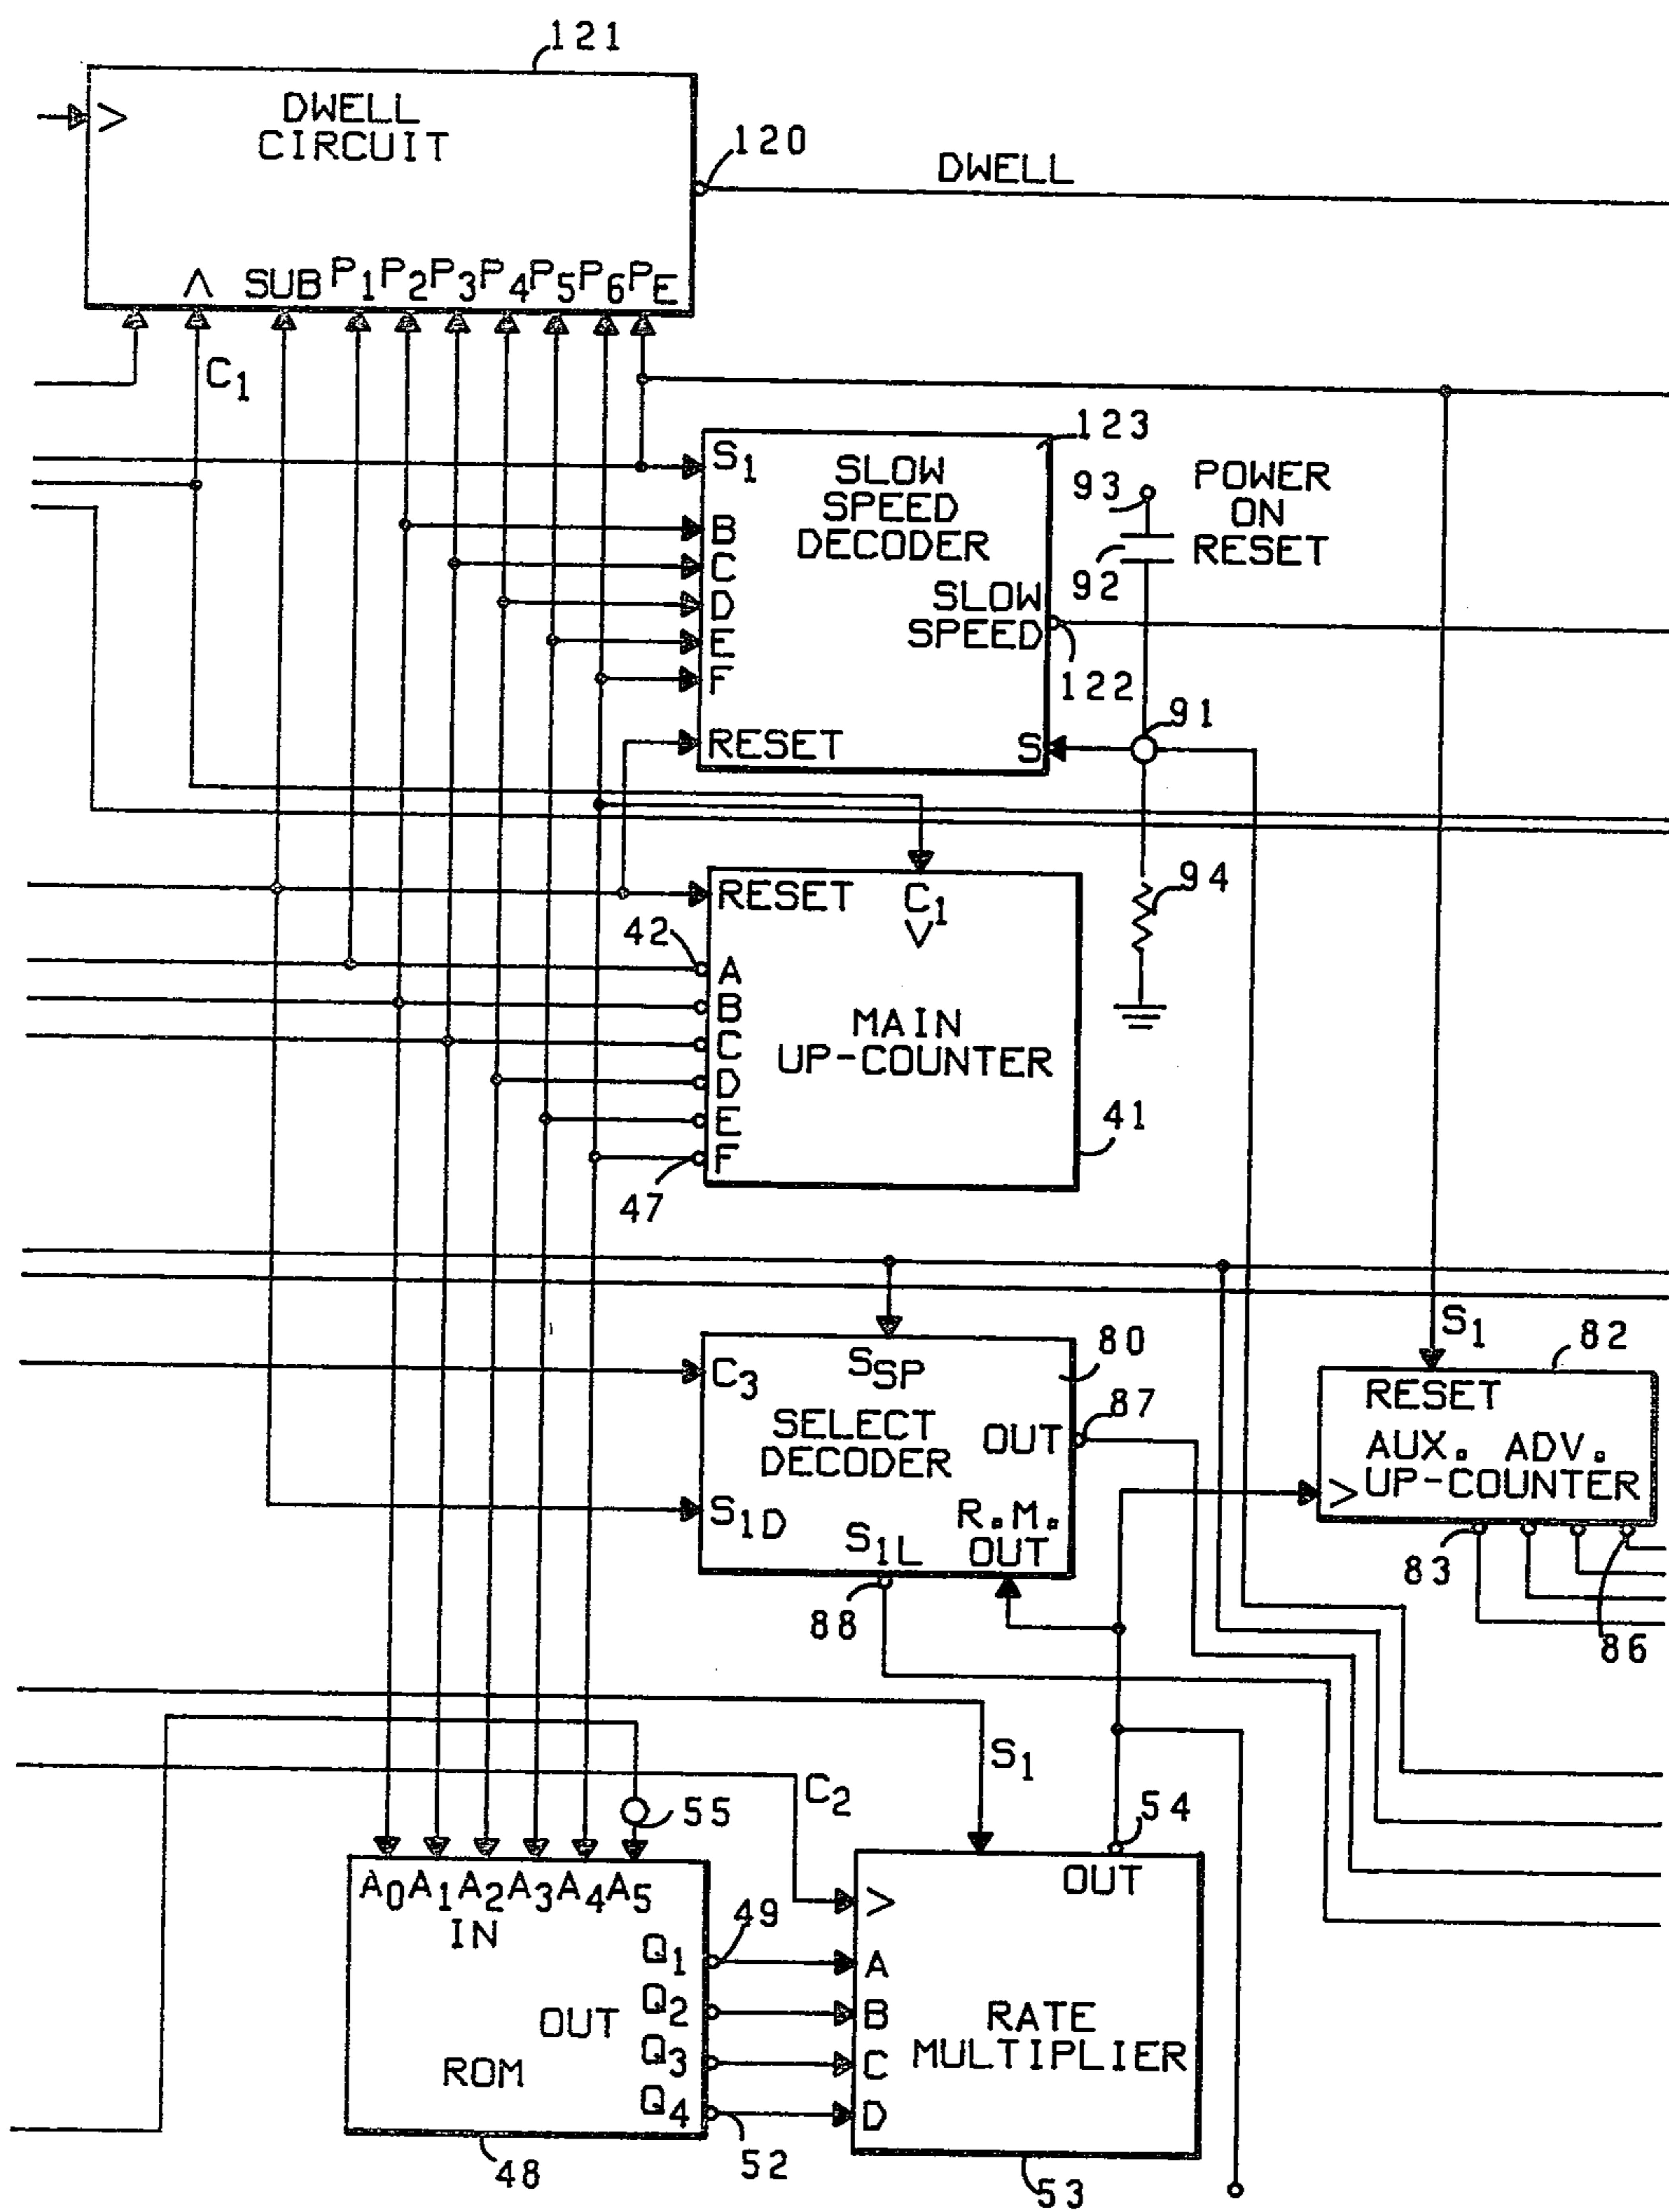 121
DWELL
CIRCUIT
>
120
DWELL
> SUB P1 P2 P3 P4 P5 P6 PE
C1
123
S1
SLOW
SPEED
DECODER
B
C
D
E
F
SLOW
SPEED
122
RESET
S
93
POWER
ON
RESET
92
91
94
RESET
C1
>
42
A
B
C
D
E
F
MAIN
UP-COUNTER
41
47
80
C3
SSP
SELECT
DECODER
OUT
87
S1D
S1L
R.M.
OUT
88
S1
82
RESET
AUX. ADV.
UP-COUNTER
>
83
86
S1
C2
55
54
A0 A1 A2 A3 A4 A5
IN
Q1
Q2
OUT
Q3
ROM
Q4
49
52
48
OUT
>
A
B
C
D
RATE
MULTIPLIER
53